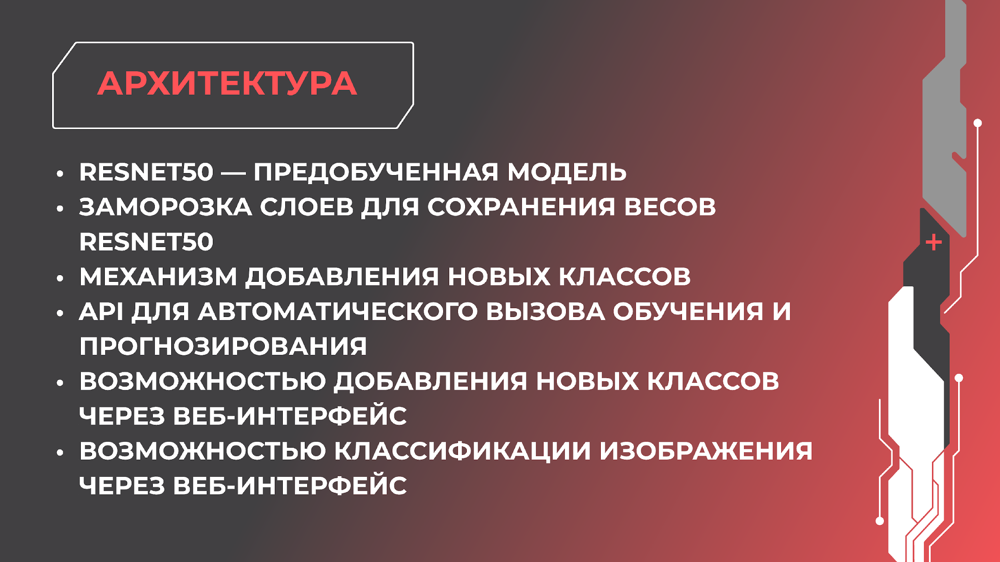 АРХИТЕКТУРА
• RESNET50 — ПРЕДОБУЧЕННАЯ МОДЕЛЬ
• ЗАМОРОЗКА СЛОЕВ ДЛЯ СОХРАНЕНИЯ ВЕСОВ
RESNET50
• МЕХАНИЗМ ДОБАВЛЕНИЯ НОВЫХ КЛАССОВ
• API ДЛЯ АВТОМАТИЧЕСКОГО ВЫЗОВА ОБУЧЕНИЯ И
ПРОГНОЗИРОВАНИЯ
• ВОЗМОЖНОСТЬЮ ДОБАВЛЕНИЯ НОВЫХ КЛАССОВ
ЧЕРЕЗ ВЕБ-ИНТЕРФЕЙС
• ВОЗМОЖНОСТЬЮ КЛАССИФИКАЦИИ ИЗОБРАЖЕНИЯ
ЧЕРЕЗ ВЕБ-ИНТЕРФЕЙС